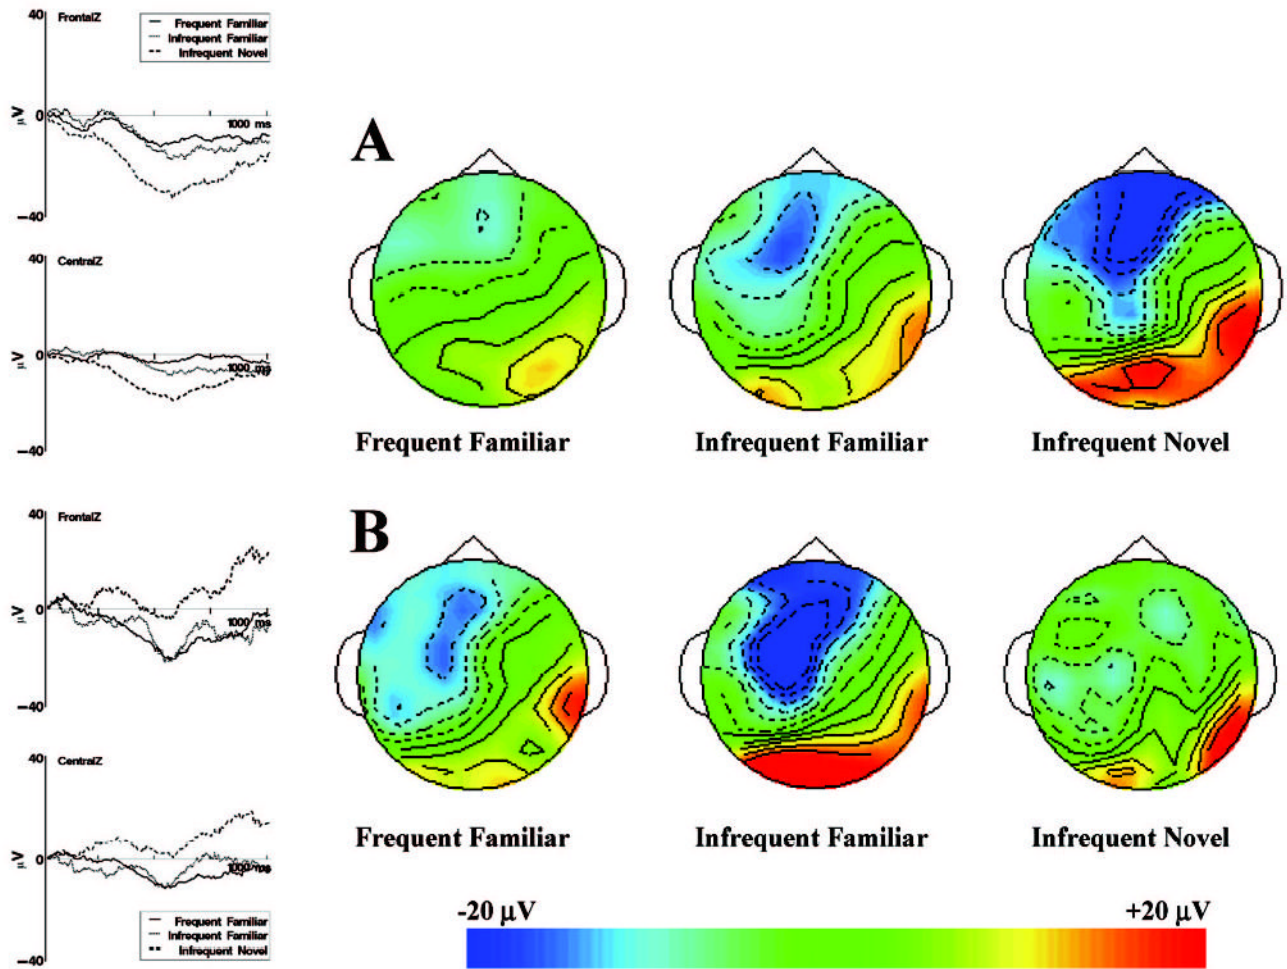 40
FrontalZ
Frequent Familiar
Infrequent Familiar
Infrequent Novel
µV
0
1000 ms
−40
40
CentralZ
µV
0
1000 ms
−40
A
Frequent Familiar
Infrequent Familiar
Infrequent Novel
40
FrontalZ
µV
0
1000 ms
−40
40
CentralZ
µV
0
1000 ms
Frequent Familiar
Infrequent Familiar
Infrequent Novel
−40
B
Frequent Familiar
Infrequent Familiar
Infrequent Novel
-20 µV
+20 µV